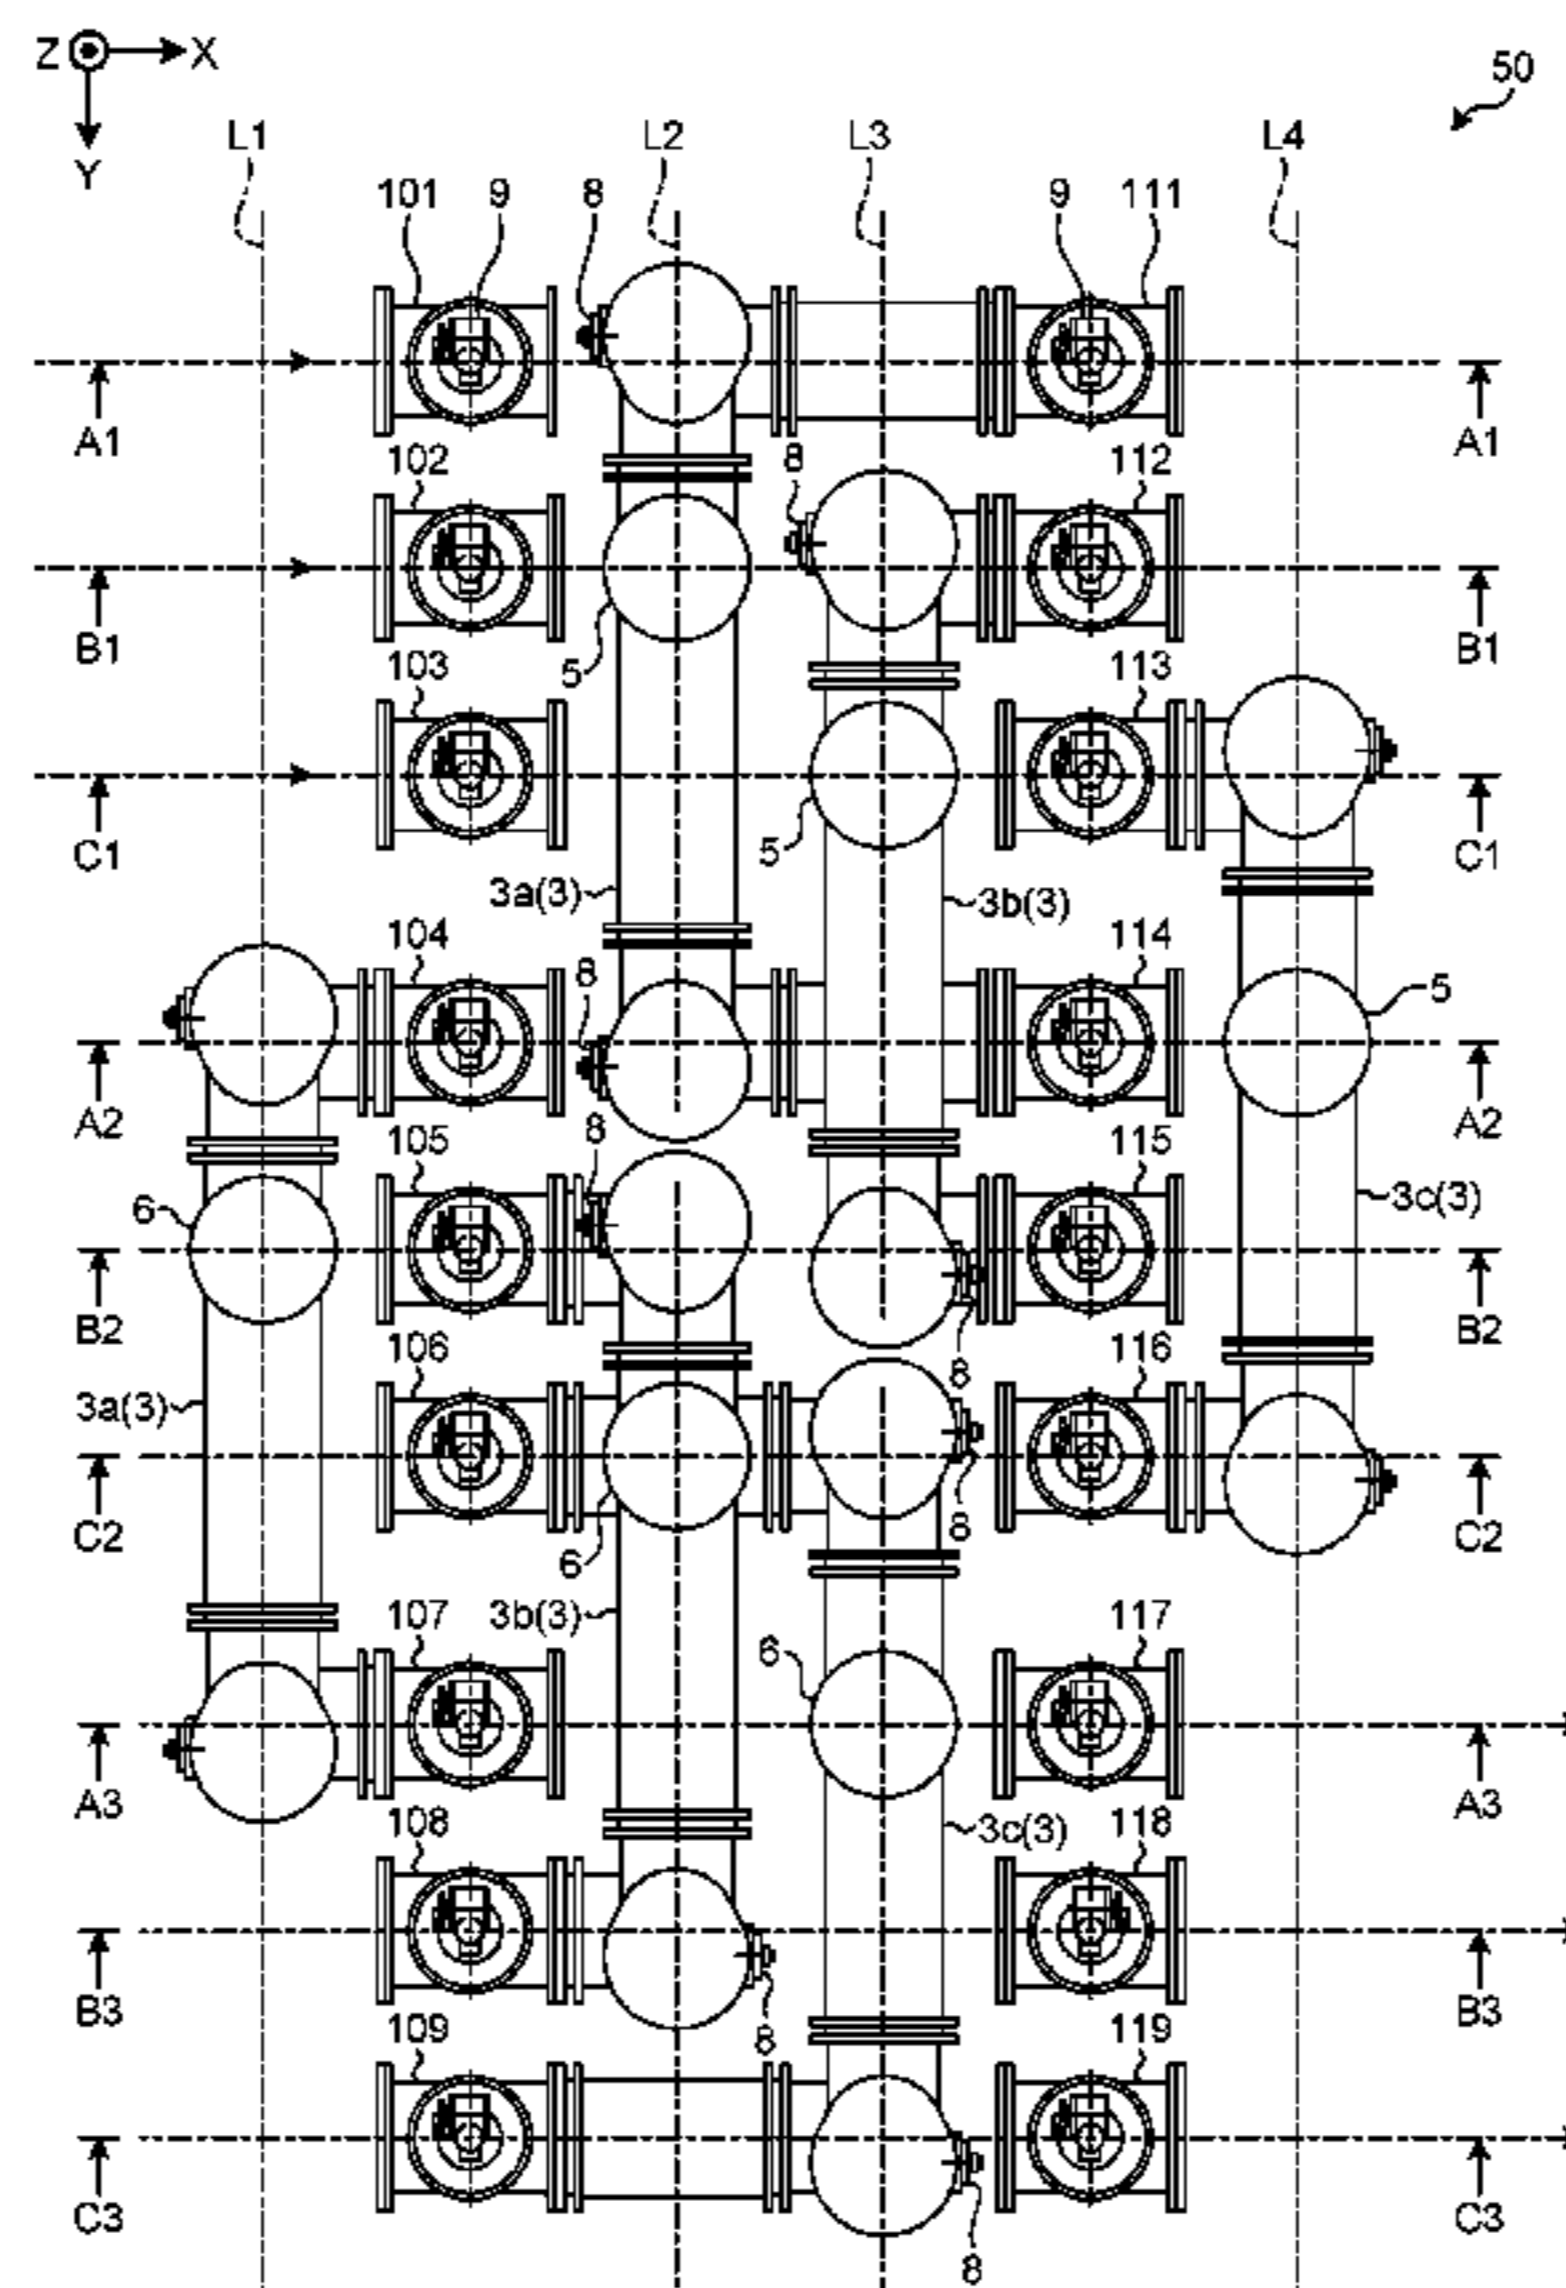 Z X 50
Y L1 L2 L3 L4
101 9 8 9 111
A1 A1
102 8 112
B1 5 B1
103 113
C1 5 C1
3a(3) 3b(3)
104 8 114 5
A2 A2
105 8 115
6 3c(3)
B2 B2
106 8 116
3a(3)
C2 6 8 C2
107 3b(3) 6 117
A3 A3
108 3c(3) 118
B3 B3
109 8 119
C3 C3
8